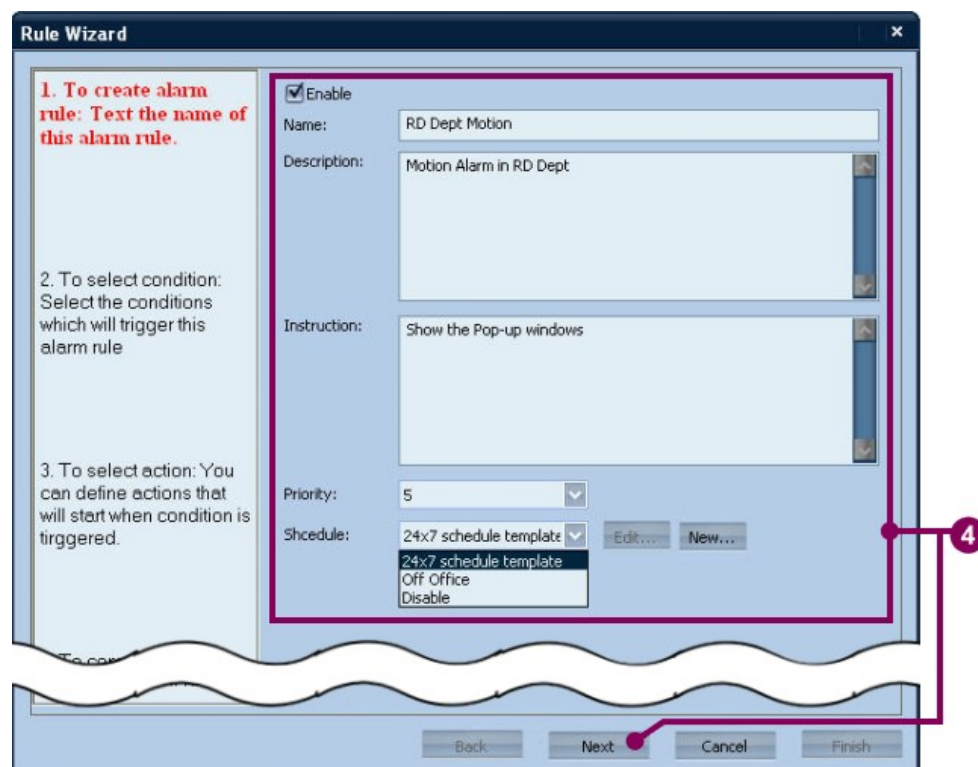 Rule Wizard
1. To create alarm
rule: Text the name of
this alarm rule.
2. To select condition:
Select the conditions
which will trigger this
alarm rule
3. To select action: You
can define actions that
will start when condition is
tirggered.
Enable
Name:
RD Dept Motion
Description:
Motion Alarm in RD Dept
Instruction:
Show the Pop-up windows
Priority:
5
Shcedule:
24x7 schedule template
Edit...
New...
24x7 schedule template
Off Office
Disable
4
Back
Next
Cancel
Finish